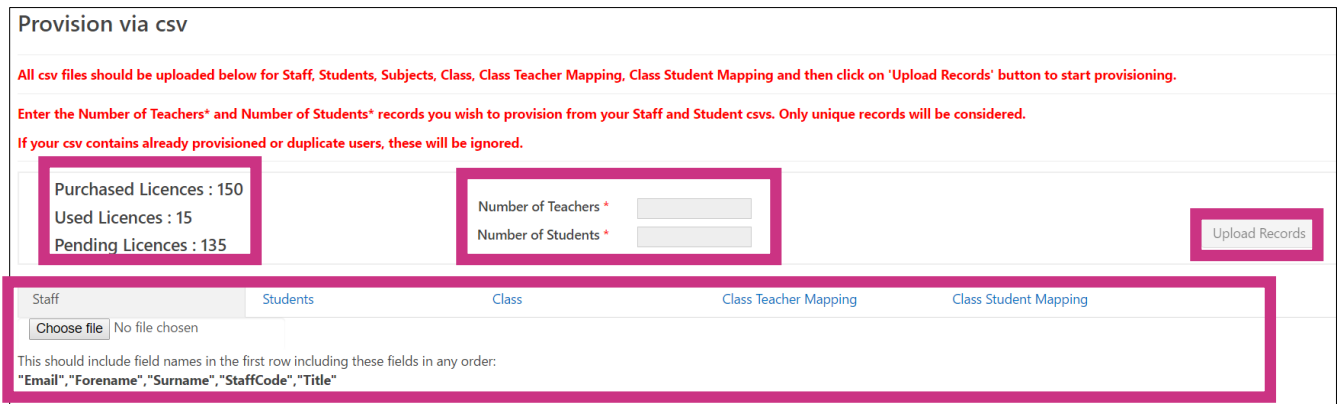 Provision via csv
All csv files should be uploaded below for Staff, Students, Subjects, Class, Class Teacher Mapping, Class Student Mapping and then click on 'Upload Records' button to start provisioning.
Enter the Number of Teachers* and Number of Students* records you wish to provision from your Staff and Student csvs. Only unique records will be considered.
If your csv contains already provisioned or duplicate users, these will be ignored.
Purchased Licences : 150
Used Licences : 15
Pending Licences : 135
Number of Teachers *
Number of Students *
Upload Records
Staff Students Class Class Teacher Mapping Class Student Mapping
Choose file No file chosen
This should include field names in the first row including these fields in any order:
"Email","Forename","Surname","StaffCode","Title"